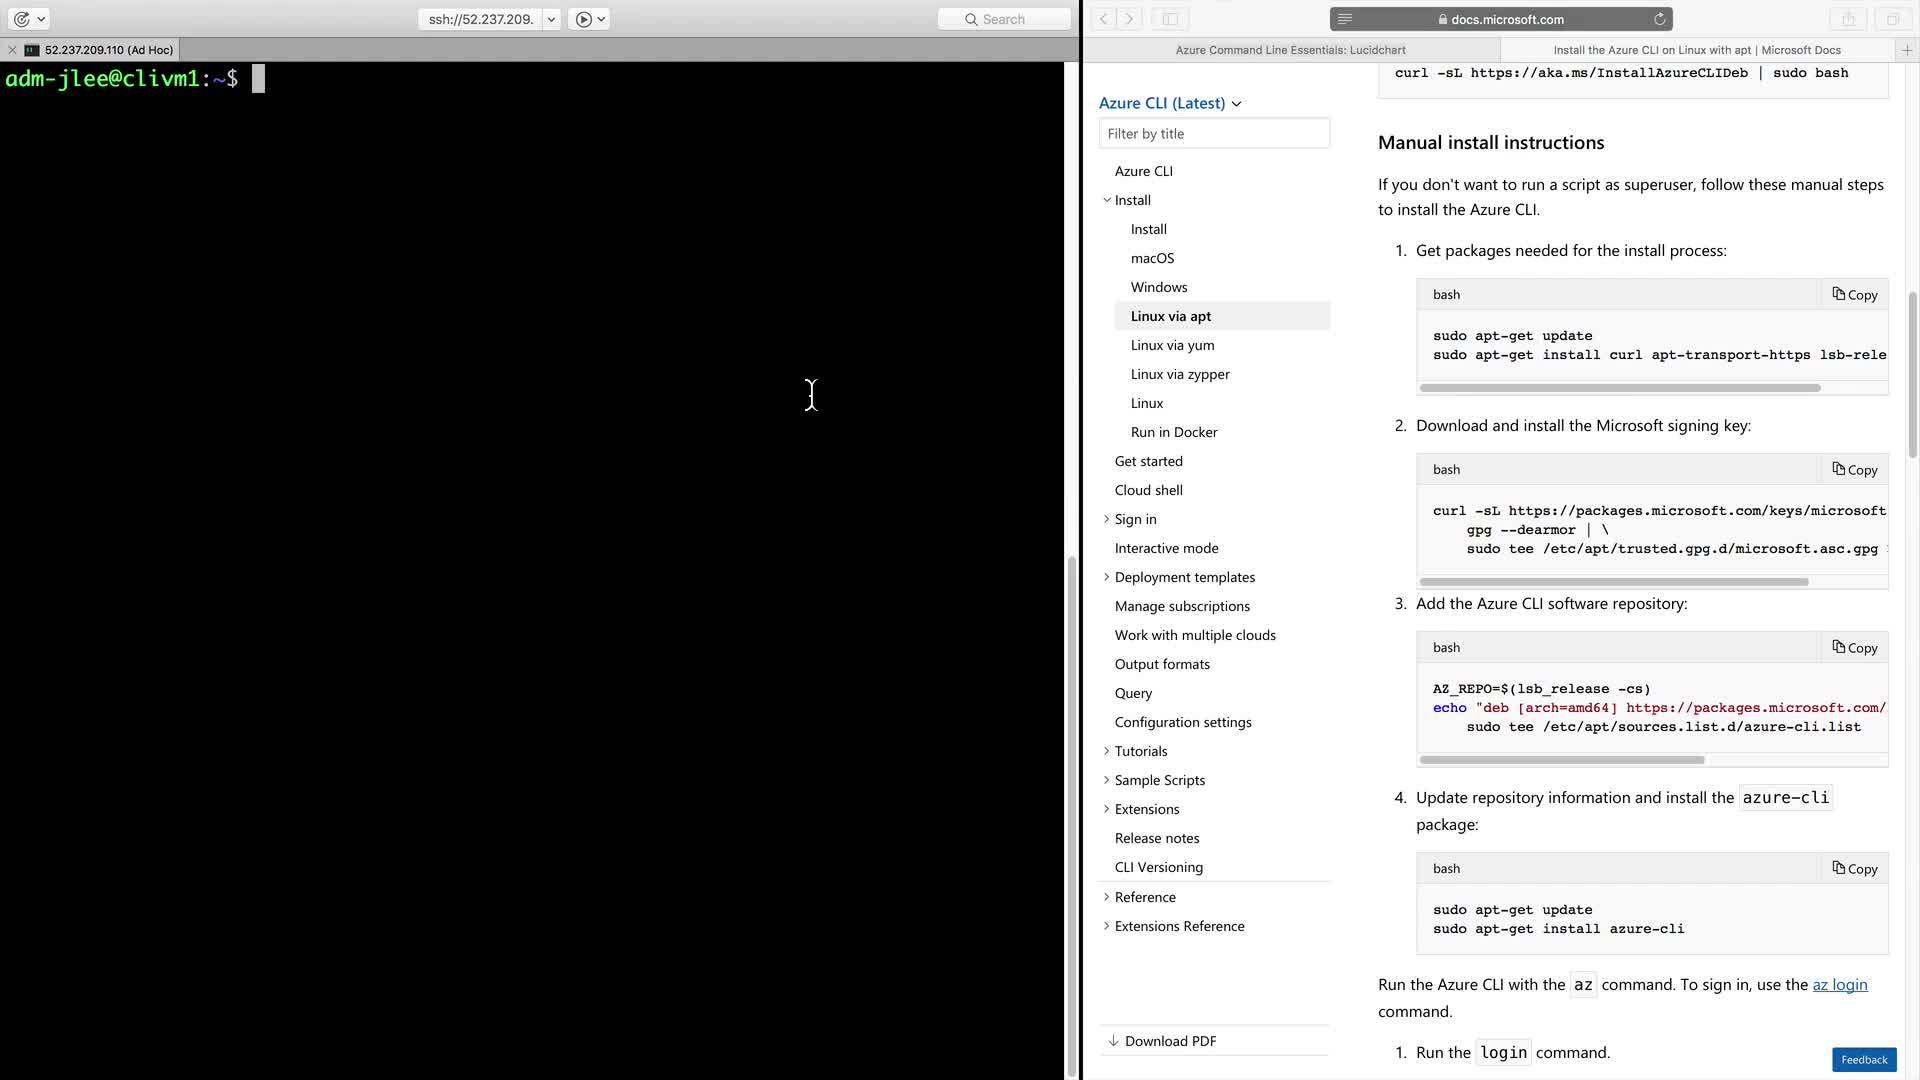 ssh://52.237.209.
Search
52.237.209.110 (Ad Hoc)
adm-jlee@clivm1:~$
docs.microsoft.com
Azure Command Line Essentials: Lucidchart
Install the Azure CLI on Linux with apt | Microsoft Docs
Azure CLI (Latest)
Filter by title
Azure CLI
Install
Install
macOS
Windows
Linux via apt
Linux via yum
Linux via zypper
Linux
Run in Docker
Get started
Cloud shell
Sign in
Interactive mode
Deployment templates
Manage subscriptions
Work with multiple clouds
Output formats
Query
Configuration settings
Tutorials
Sample Scripts
Extensions
Release notes
CLI Versioning
Reference
Extensions Reference
Download PDF
curl -sL https://aka.ms/InstallAzureCLIDeb | sudo bash
Manual install instructions
If you don't want to run a script as superuser, follow these manual steps
to install the Azure CLI.
1. Get packages needed for the install process:
bash
Copy
sudo apt-get update
sudo apt-get install curl apt-transport-https lsb-rele
2. Download and install the Microsoft signing key:
bash
Copy
curl -sL https://packages.microsoft.com/keys/microsoft
gpg --dearmor | \
sudo tee /etc/apt/trusted.gpg.d/microsoft.asc.gpg
3. Add the Azure CLI software repository:
bash
Copy
AZ_REPO=$(lsb_release -cs)
echo "deb [arch=amd64] https://packages.microsoft.com/
sudo tee /etc/apt/sources.list.d/azure-cli.list
4. Update repository information and install the azure-cli
package:
bash
Copy
sudo apt-get update
sudo apt-get install azure-cli
Run the Azure CLI with the az command. To sign in, use the az login
command.
1. Run the login command.
Feedback